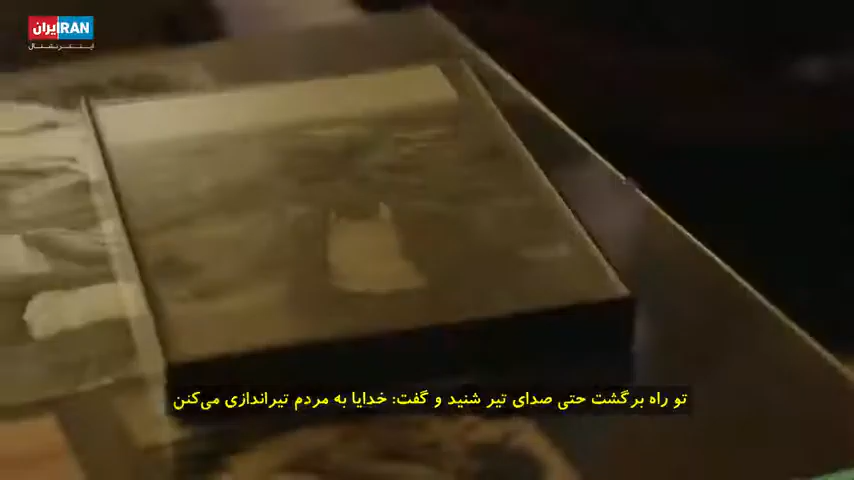 ایران IRAN
اینترنشنال
تو راه برگشت حتی صدای تیر شنید و گفت: خدایا به مردم تیراندازی می‌کنن